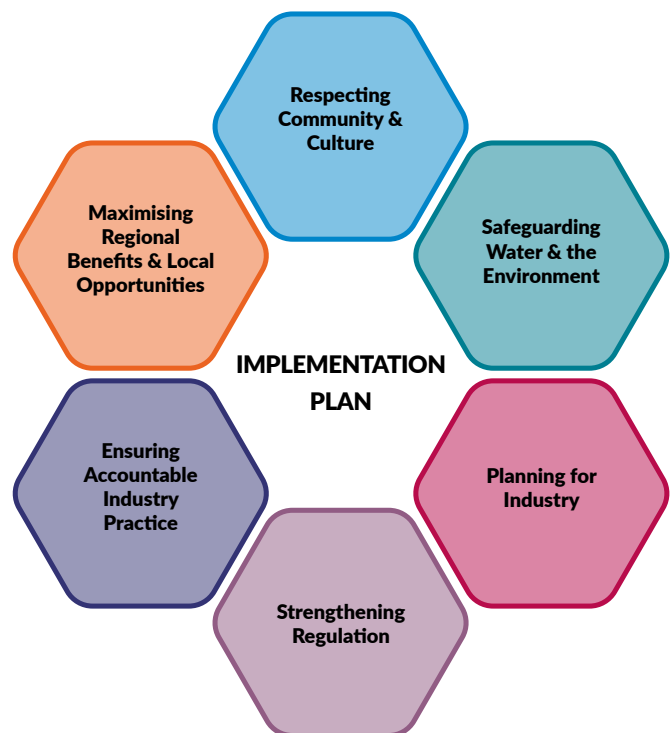 Respecting
Community &
Culture
Maximising
Regional
Benefits & Local
Opportunities
Safeguarding
Water & the
Environment
IMPLEMENTATION
PLAN
Ensuring
Accountable
Industry
Practice
Planning for
Industry
Strengthening
Regulation